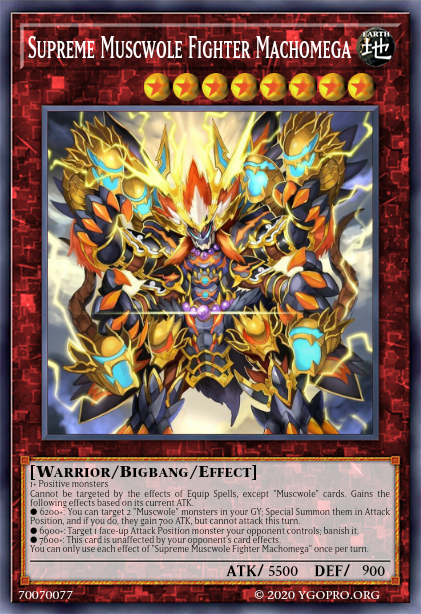 Supreme Muscwole Fighter Machomega
EARTH
地
[Warrior/Bigbang/Effect]
1+ Positive monsters
Cannot be targeted by the effects of Equip Spells, except "Muscwole" cards. Gains the
following effects based on its current ATK.
● 6200+: You can target 2 "Muscwole" monsters in your GY; Special Summon them in Attack
Position, and if you do, they gain 700 ATK, but cannot attack this turn.
● 6900+: Target 1 face-up Attack Position monster your opponent controls; banish it.
● 7600+: This card is unaffected by your opponent's card effects.
You can only use each effect of "Supreme Muscwole Fighter Machomega" once per turn.
ATK/ 5500 DEF/ 900
70070077 © 2020 YGOPRO.ORG